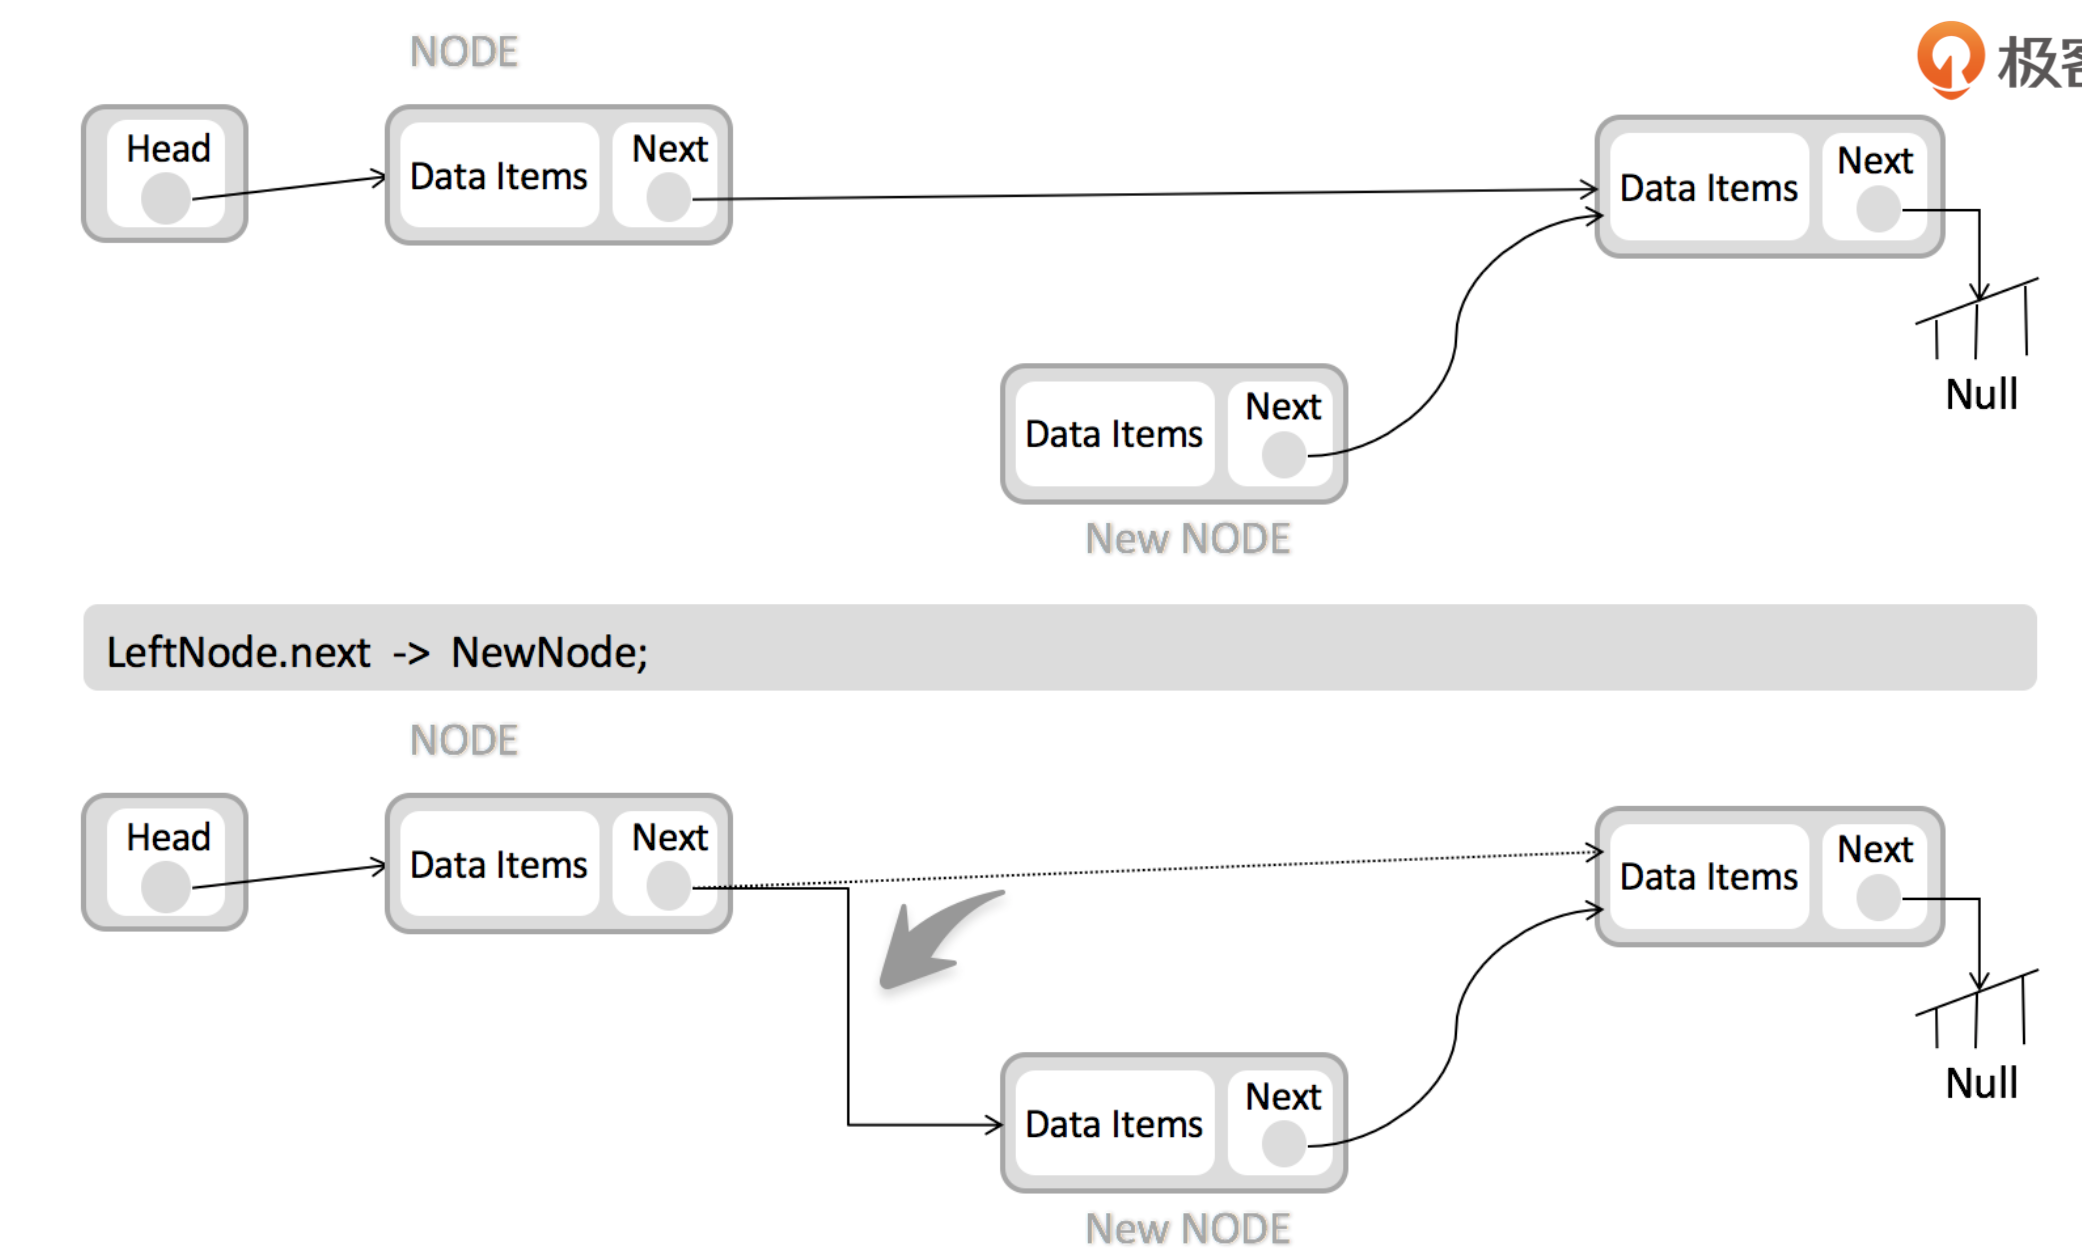 NODE
极客
Head
Data Items
Next
Data Items
Next
Null
Data Items
Next
New NODE
LeftNode.next -> NewNode;
NODE
Head
Data Items
Next
Data Items
Next
Null
Data Items
Next
New NODE